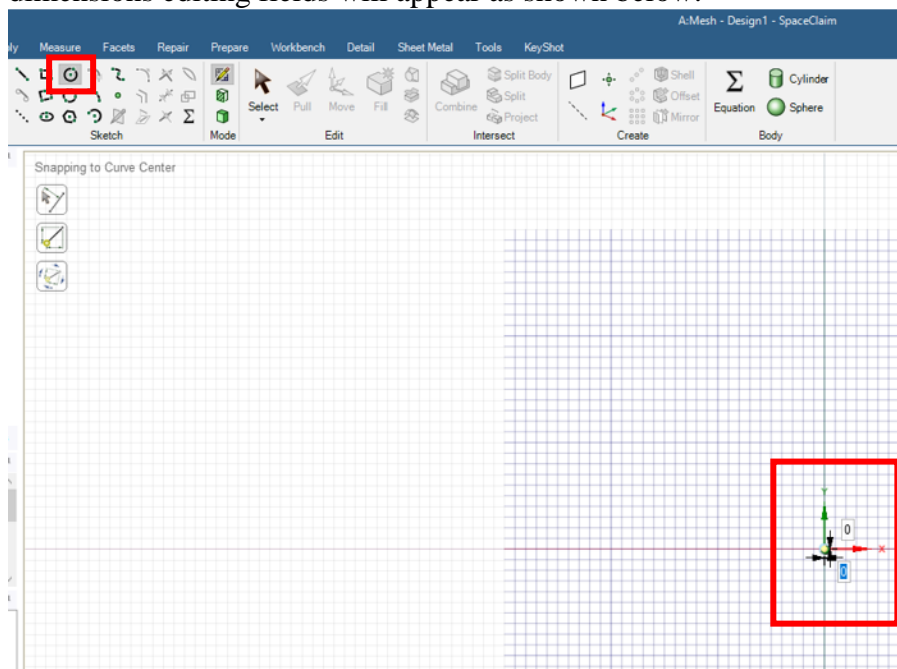 dimensions editing fields will appear as shown below.
A:Mesh - Design1 - SpaceClaim
Measure Facets Repair Prepare Workbench Detail Sheet Metal Tools KeyShot
Split Body Shell Cylinder
Select Pull Move Fill Combine Split Offset Equation Sphere
Project Mirror
Sketch Mode Edit Intersect Create Body
Snapping to Curve Center
Y
0
X
0